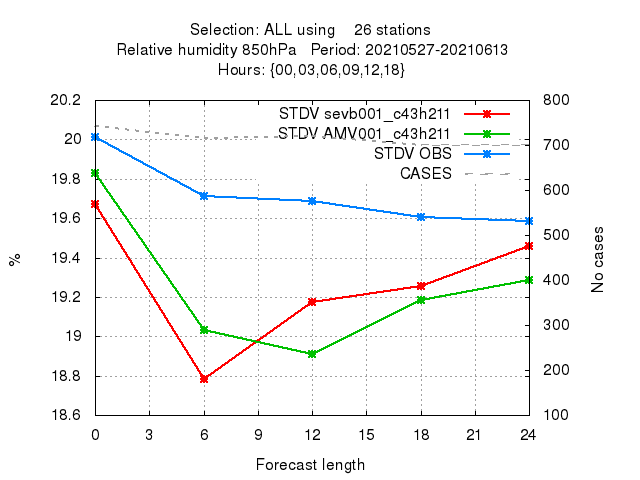 Selection: ALL using 26 stations
Relative humidity 850hPa Period: 20210527-20210613
Hours: {00,03,06,09,12,18}
STDV sevb001_c43h211
STDV AMV001_c43h211
STDV OBS
CASES
20.2
20
19.8
19.6
19.4
19.2
19
18.8
18.6
%
800
700
600
500
400
300
200
100
No cases
0 3 6 9 12 15 18 21 24
Forecast length